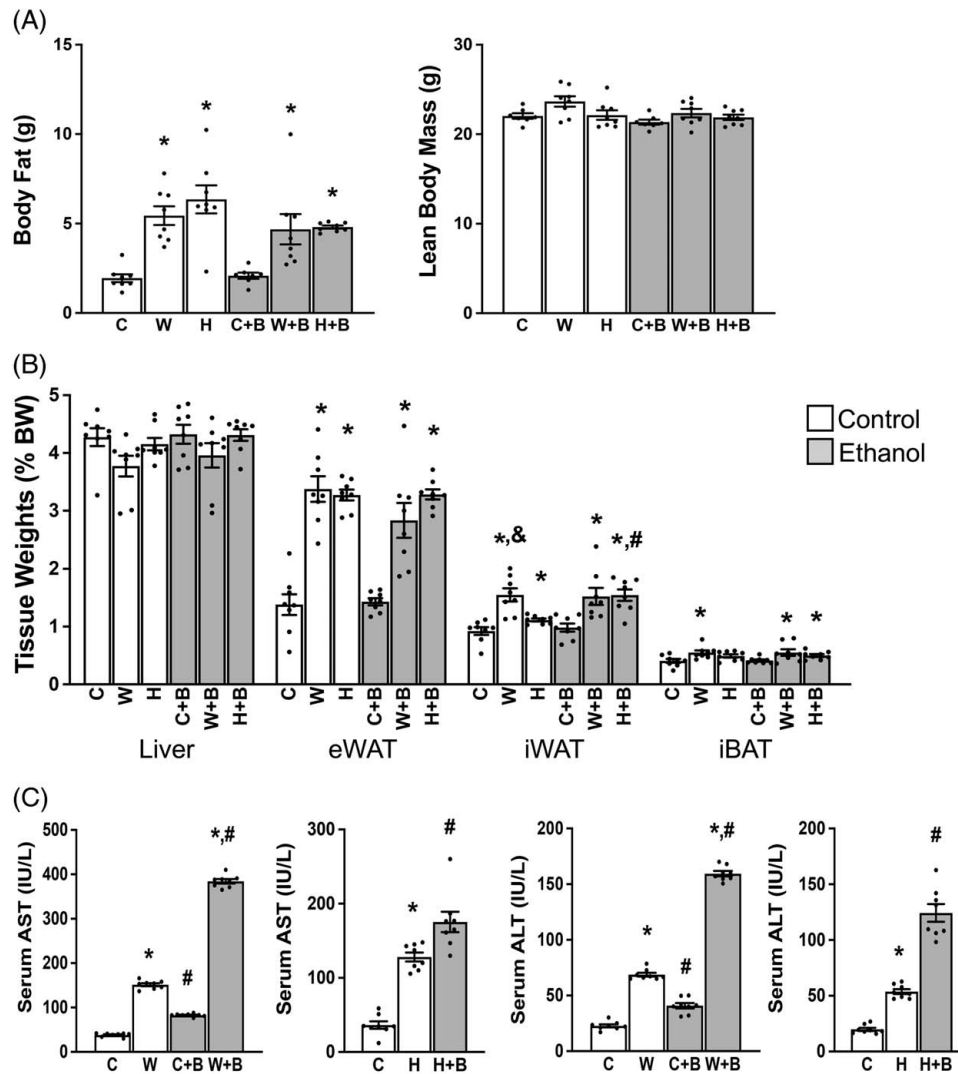 (A)
Body Fat (g)
15
10
5
0
* * * *
C W H C+B W+B H+B
Lean Body Mass (g)
30
20
10
0
C W H C+B W+B H+B
(B)
Tissue Weights (% BW)
5
4
3
2
1
0
* * * *
*,& * * *,#
* * *
C W H C+B W+B H+B C W H C+B W+B H+B C W H C+B W+B H+B C W H C+B W+B H+B
Liver eWAT iWAT iBAT
Control
Ethanol
(C)
Serum AST (IU/L)
500
400
300
200
100
0
* # *,#
C W C+B W+B
Serum AST (IU/L)
300
200
100
0
* #
C H H+B
Serum ALT (IU/L)
200
150
100
50
0
* # *,#
C W C+B W+B
Serum ALT (IU/L)
200
150
100
50
0
* #
C H H+B